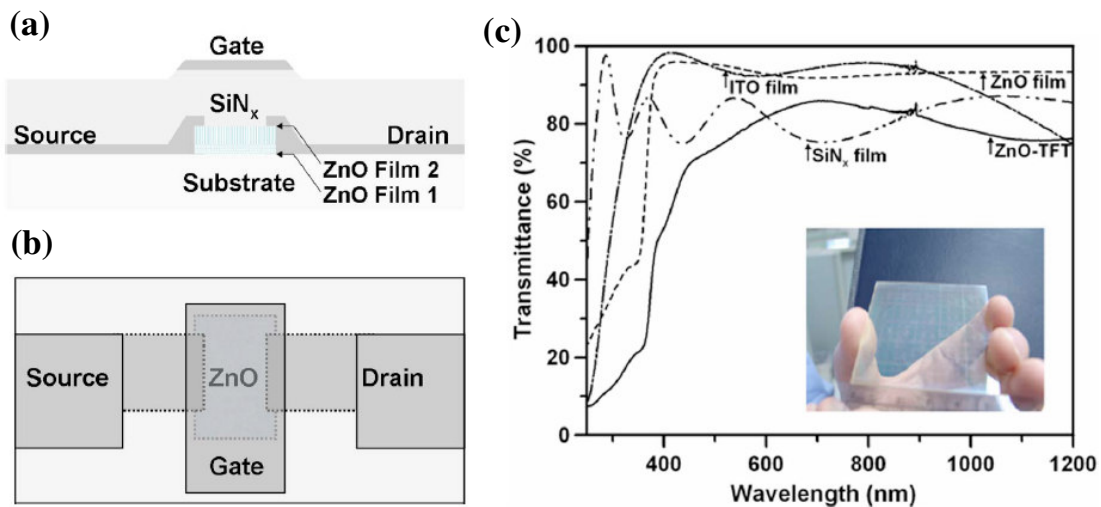 (a)
Gate
SiNx
Source
Drain
ZnO Film 2
Substrate
ZnO Film 1
(b)
Source
ZnO
Drain
Gate
(c)
100
80
60
40
20
0
Transmittance (%)
↑ITO film
↑ZnO film
↑SiNx film
↑ZnO-TFT
400
600
800
1000
1200
Wavelength (nm)